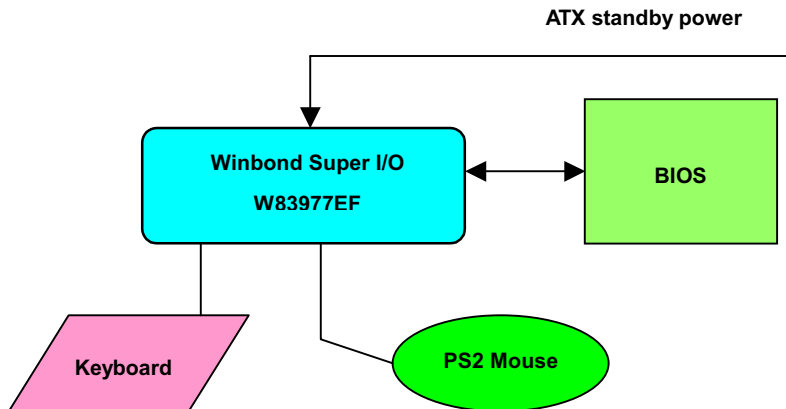 ATX standby power
Winbond Super I/O
W83977EF
BIOS
Keyboard
PS2 Mouse